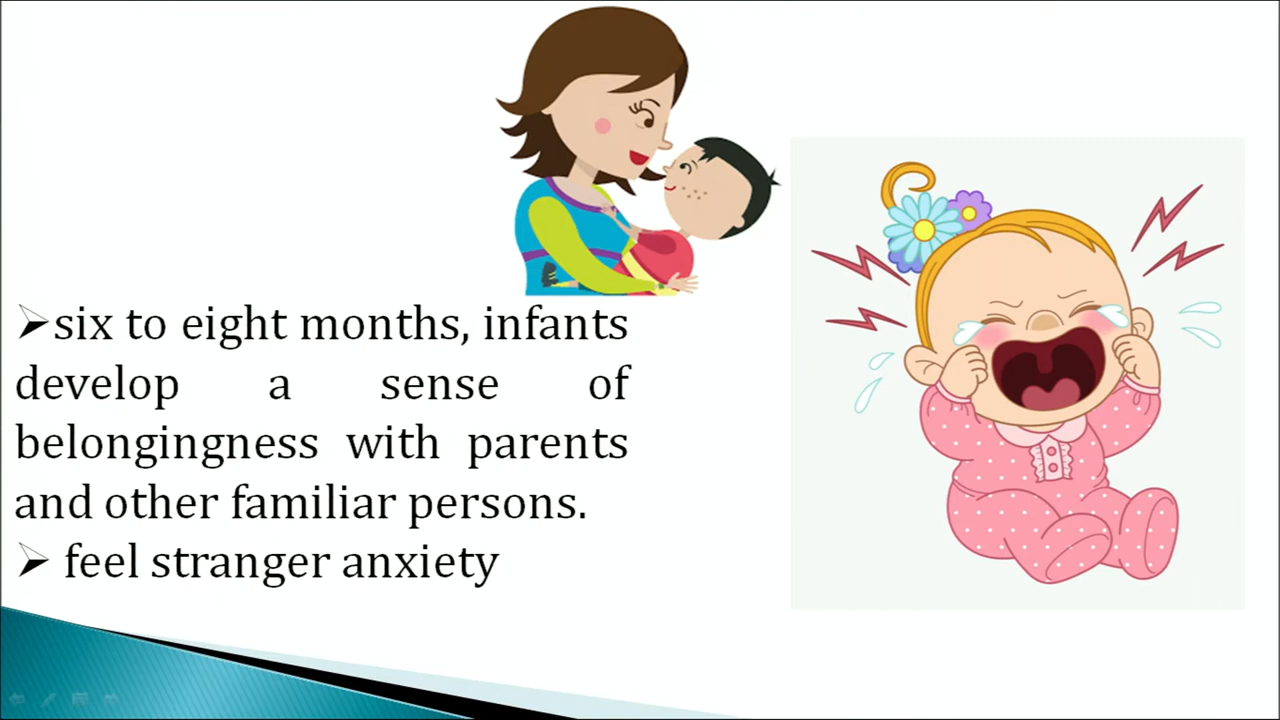 ➢six to eight months, infants
develop a sense of
belongingness with parents
and other familiar persons.
➢ feel stranger anxiety